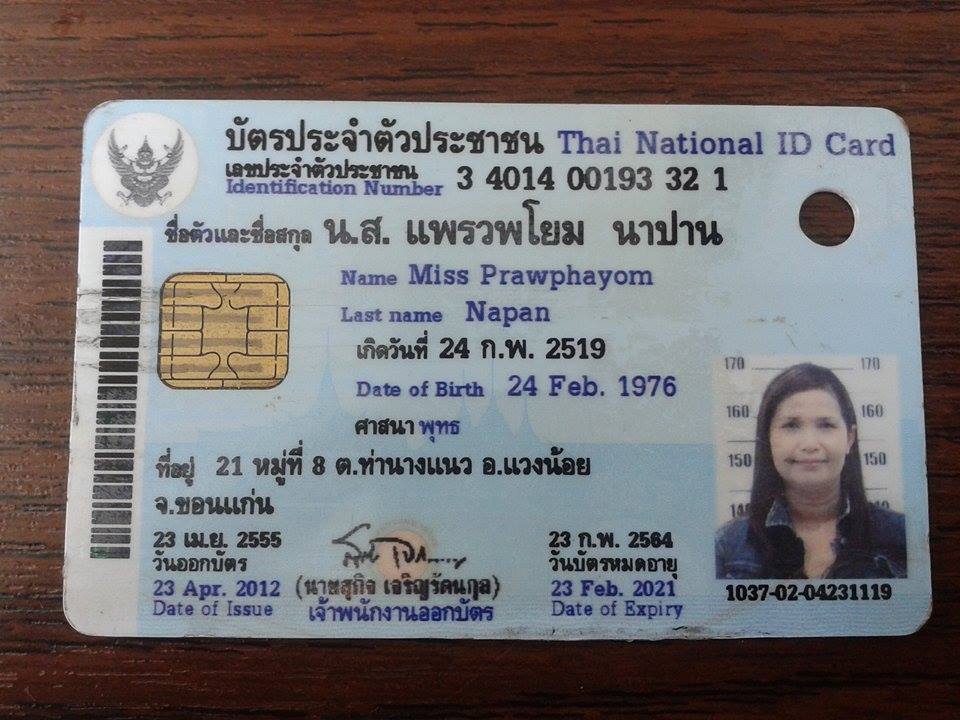 บัตรประจำตัวประชาชน Thai National ID Card
เลขประจำตัวประชาชน
Identification Number 3 4014 00193 32 1
ชื่อตัวและชื่อสกุล น.ส. แพรวพโยม นาปาน
Name Miss Prawphayom
Last name Napan
เกิดวันที่ 24 ก.พ. 2519
Date of Birth 24 Feb. 1976
ศาสนา พุทธ
ที่อยู่ 21 หมู่ที่ 8 ต.ท่านางแนว อ.แวงน้อย
จ.ขอนแก่น
23 เม.ย. 2555
วันออกบัตร
23 Apr. 2012
Date of Issue
(นายสุกิจ เจริญรัตนกุล)
เจ้าพนักงานออกบัตร
23 ก.พ. 2564
วันบัตรหมดอายุ
23 Feb. 2021
Date of Expiry
170 170
160 160
150 150
1037-02-04231119